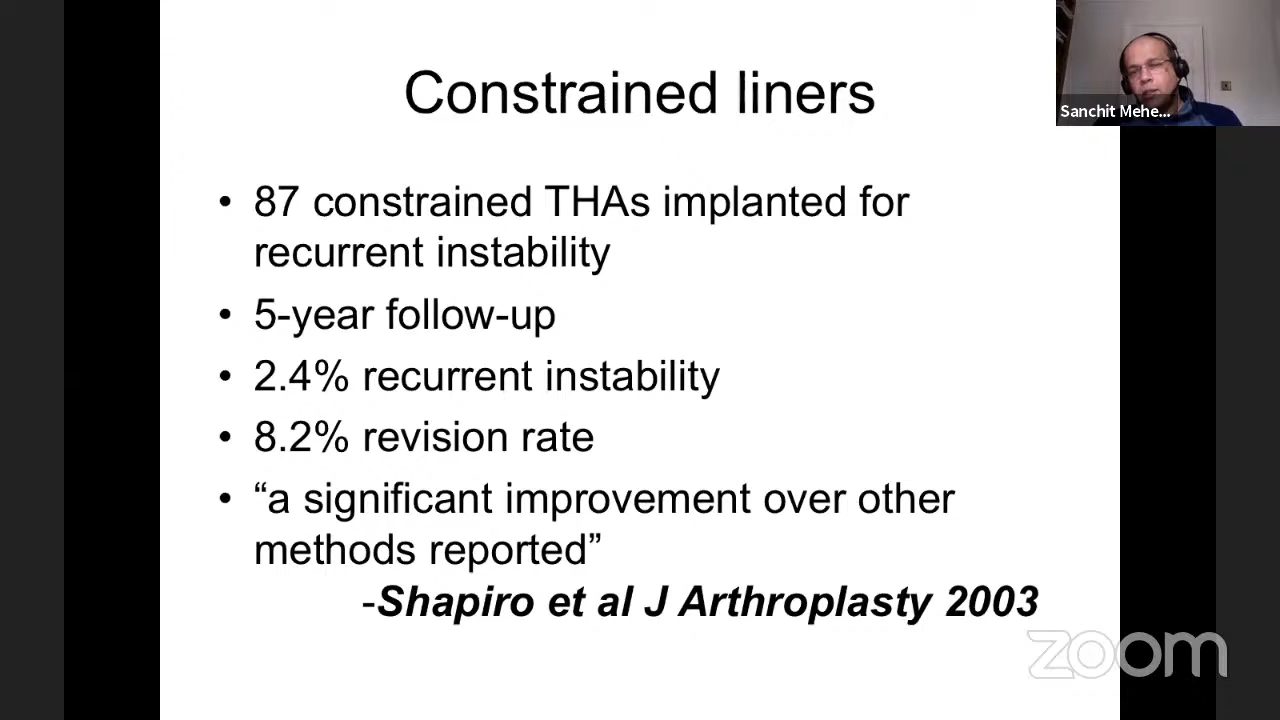 Constrained liners
Sanchit Mehe...
• 87 constrained THAs implanted for
recurrent instability
• 5-year follow-up
• 2.4% recurrent instability
• 8.2% revision rate
• “a significant improvement over other
methods reported”
-Shapiro et al J Arthroplasty 2003
zoom